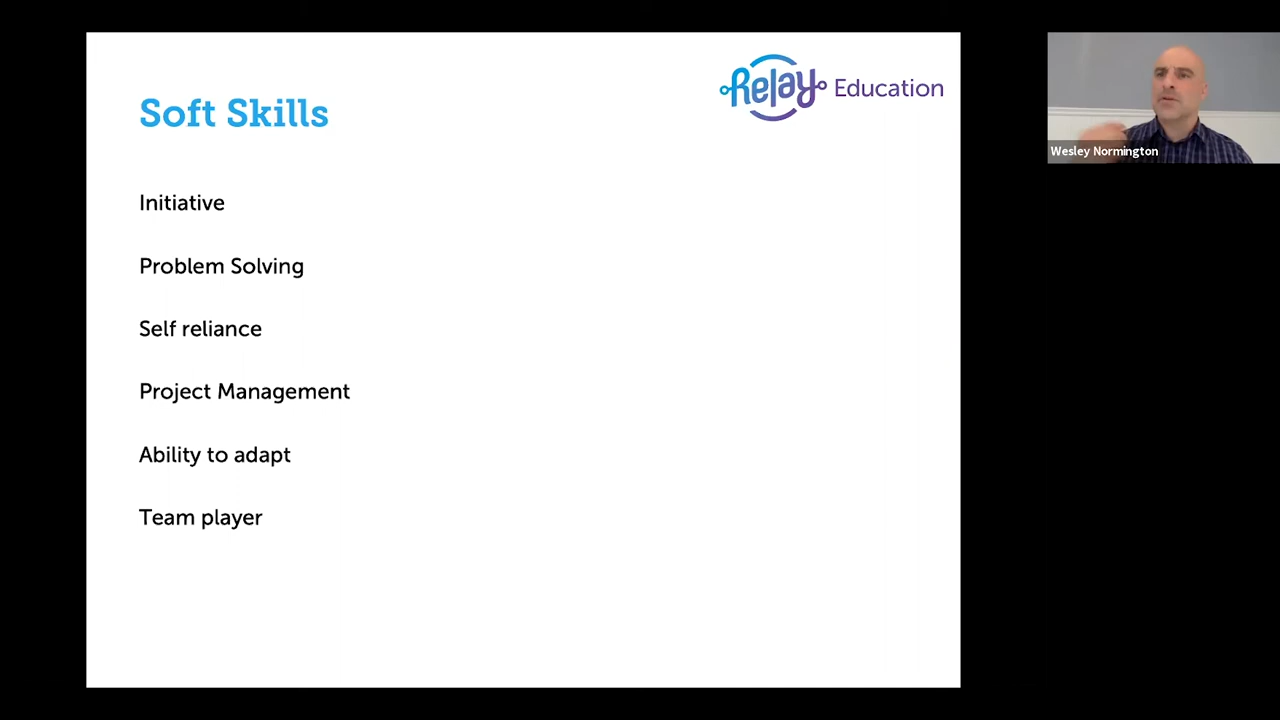 Relay Education
Soft Skills
Initiative
Problem Solving
Self reliance
Project Management
Ability to adapt
Team player
Wesley Normington